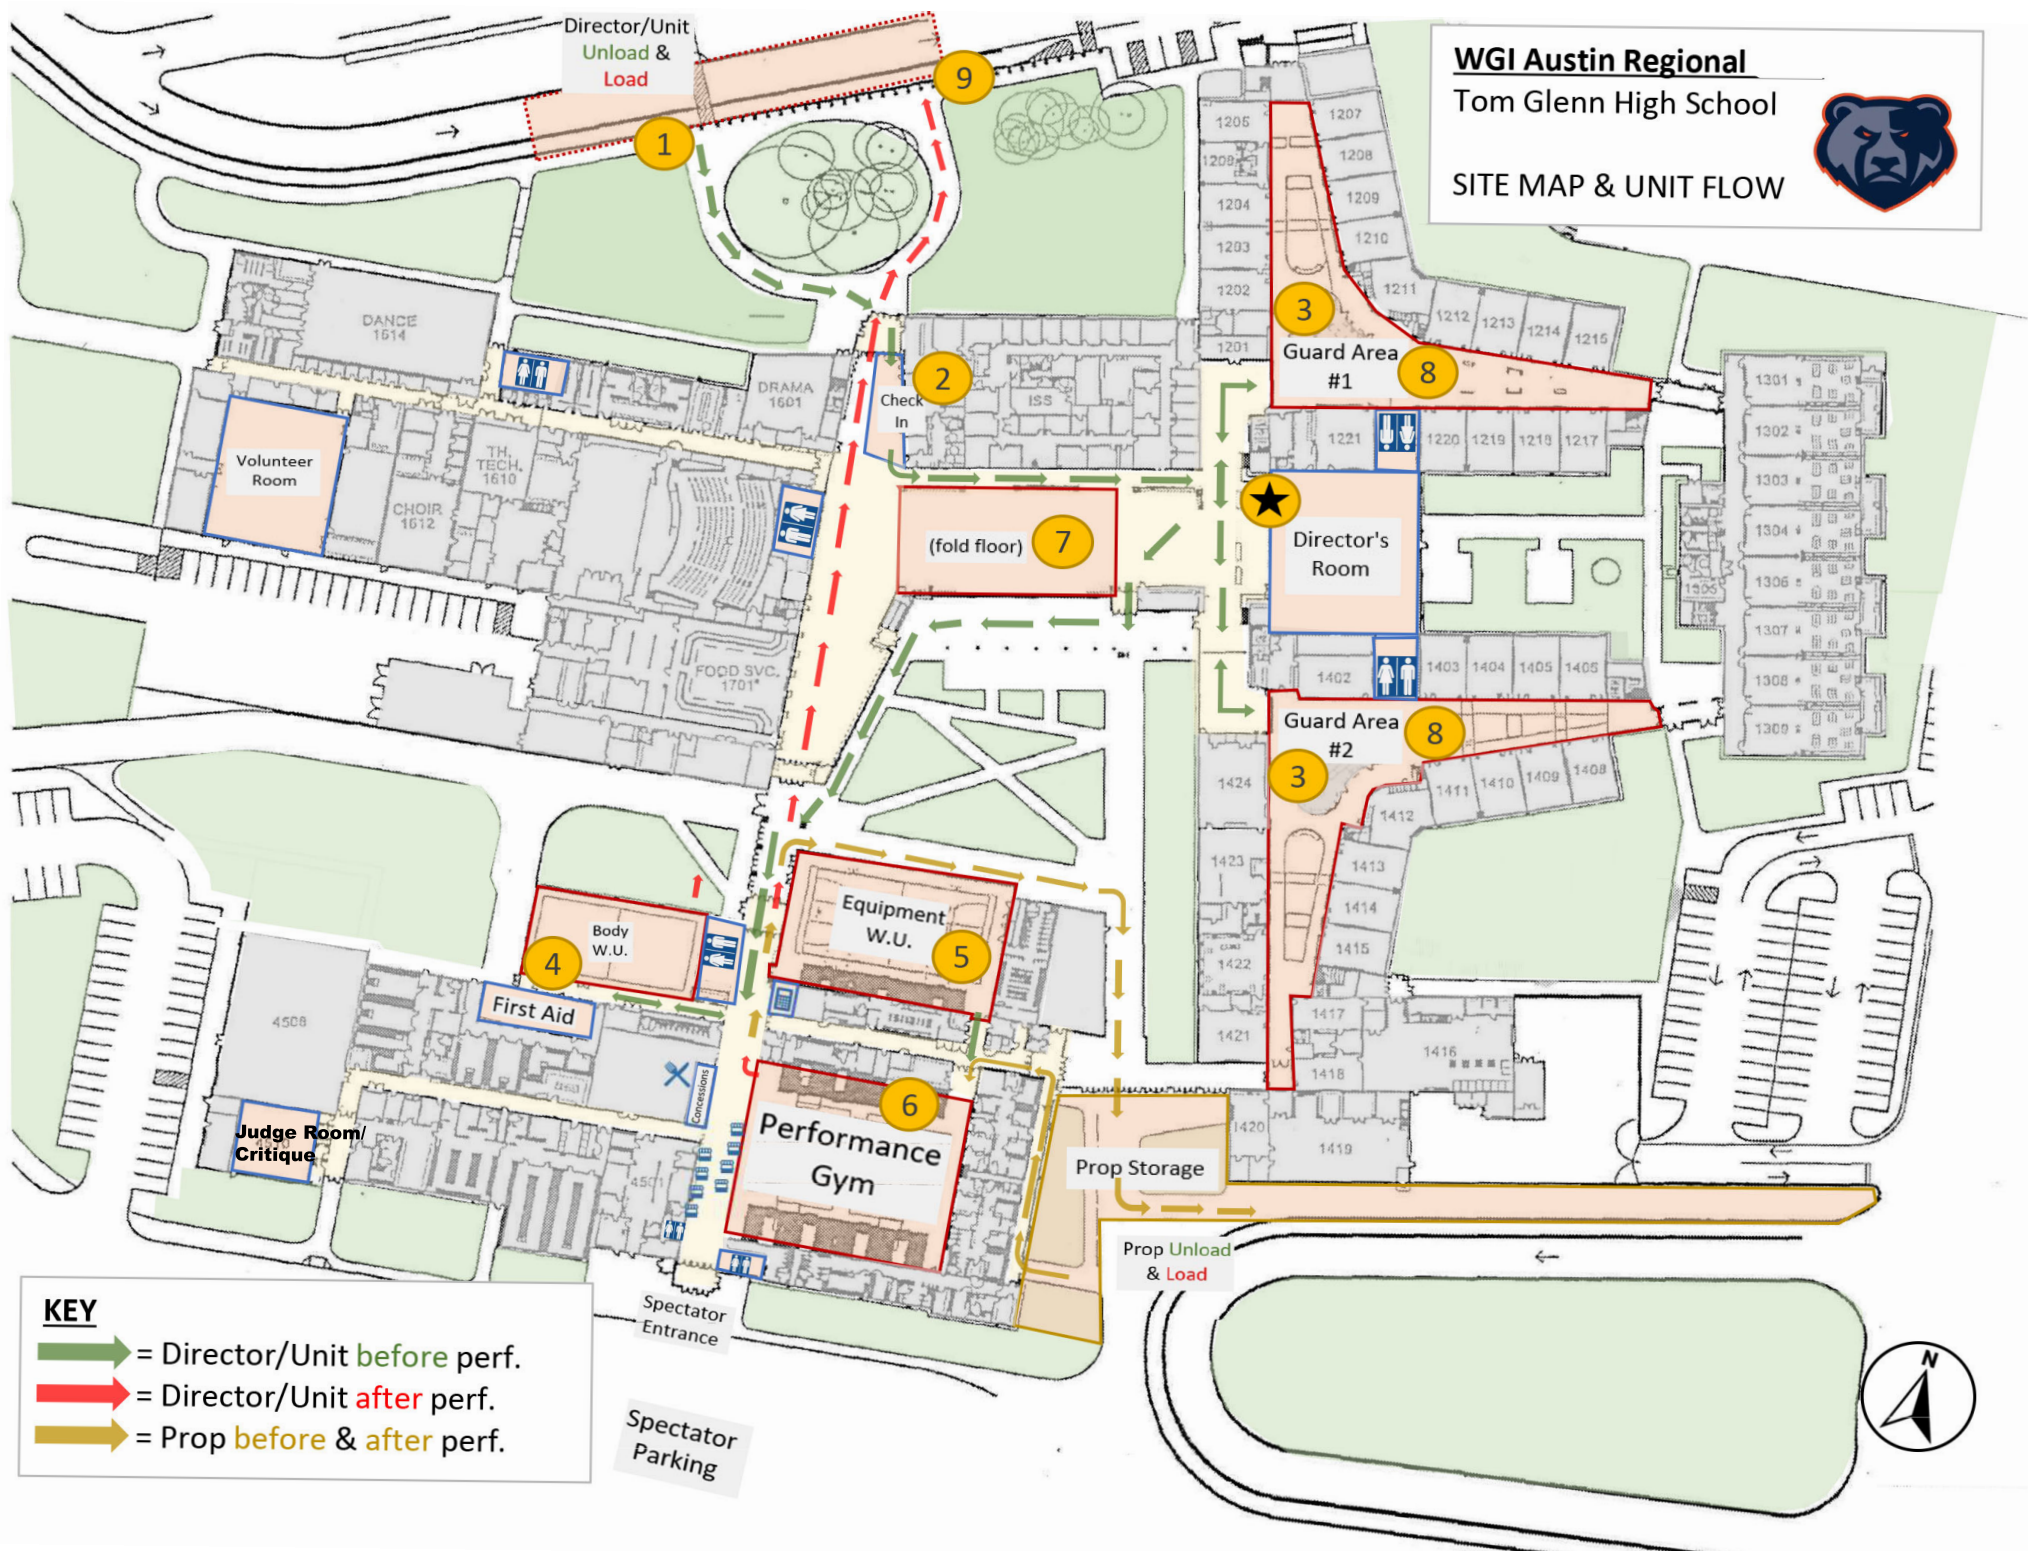 Director/Unit
Unload &
Load
9
1
WGI Austin Regional
Tom Glenn High School
SITE MAP & UNIT FLOW
1205
1207
1208
1204
1209
1203
1210
1202
1211
1212
1213
1214
1215
1201
3
Guard Area
#1
8
DANCE
1614
DRAMA
1601
2
Check
In
ISS
1221
1220
1219
1218
1217
1301
1302
1303
1304
1306
1307
1308
1309
Volunteer
Room
TH.
TECH.
1610
CHOIR
1612
(fold floor)
7
Director's
Room
FOOD SVC.
1701
1402
1403
1404
1405
Guard Area
#2
8
3
1424
1411
1410
1409
1408
1412
1423
1413
1414
1415
1422
1421
1417
1416
1418
1420
1419
Body
W.U.
4
Equipment
W.U.
5
First Aid
4508
Concessions
6
Performance
Gym
Judge Room/
Critique
4501
Prop Storage
Prop Unload
& Load
Spectator
Entrance
Spectator
Parking
KEY
= Director/Unit before perf.
= Director/Unit after perf.
= Prop before & after perf.
N